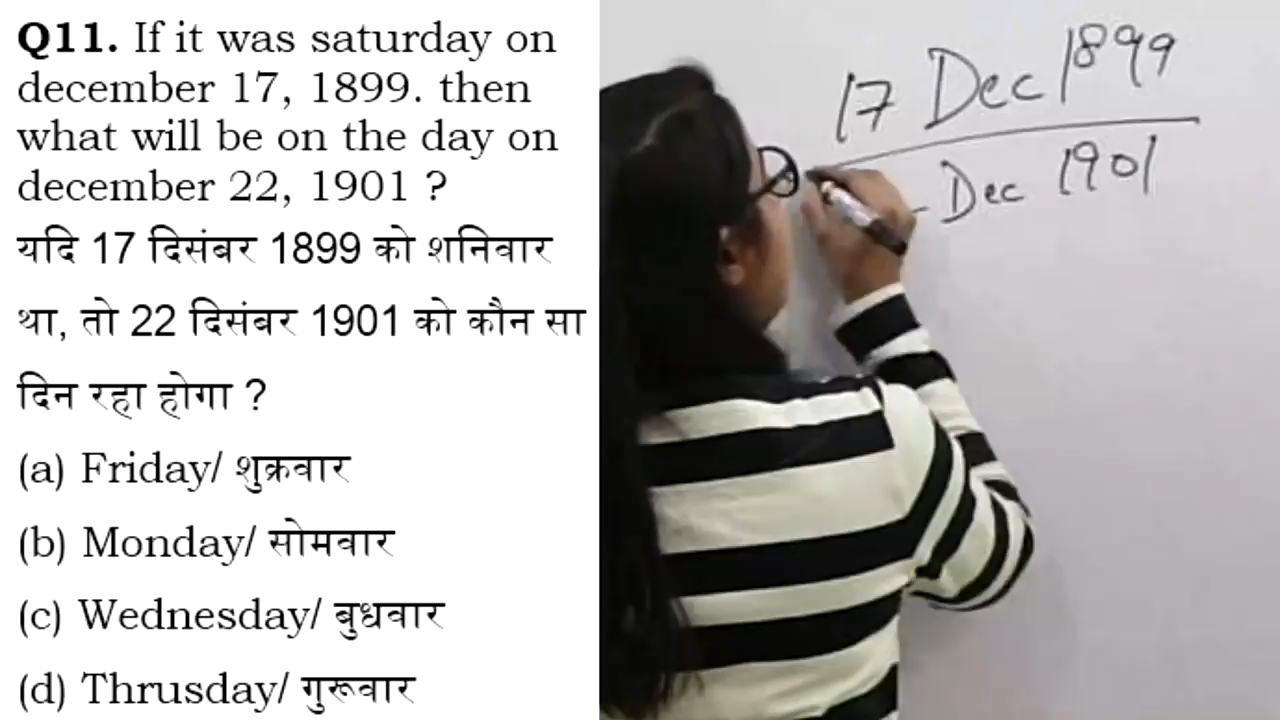 Q11. If it was saturday on
december 17, 1899. then
what will be on the day on
december 22, 1901 ?
यदि 17 दिसंबर 1899 को शनिवार
था, तो 22 दिसंबर 1901 को कौन सा
दिन रहा होगा ?
(a) Friday/ शुक्रवार
(b) Monday/ सोमवार
(c) Wednesday/ बुधवार
(d) Thrusday/ गुरूवार
17 Dec 1899
Dec 1901